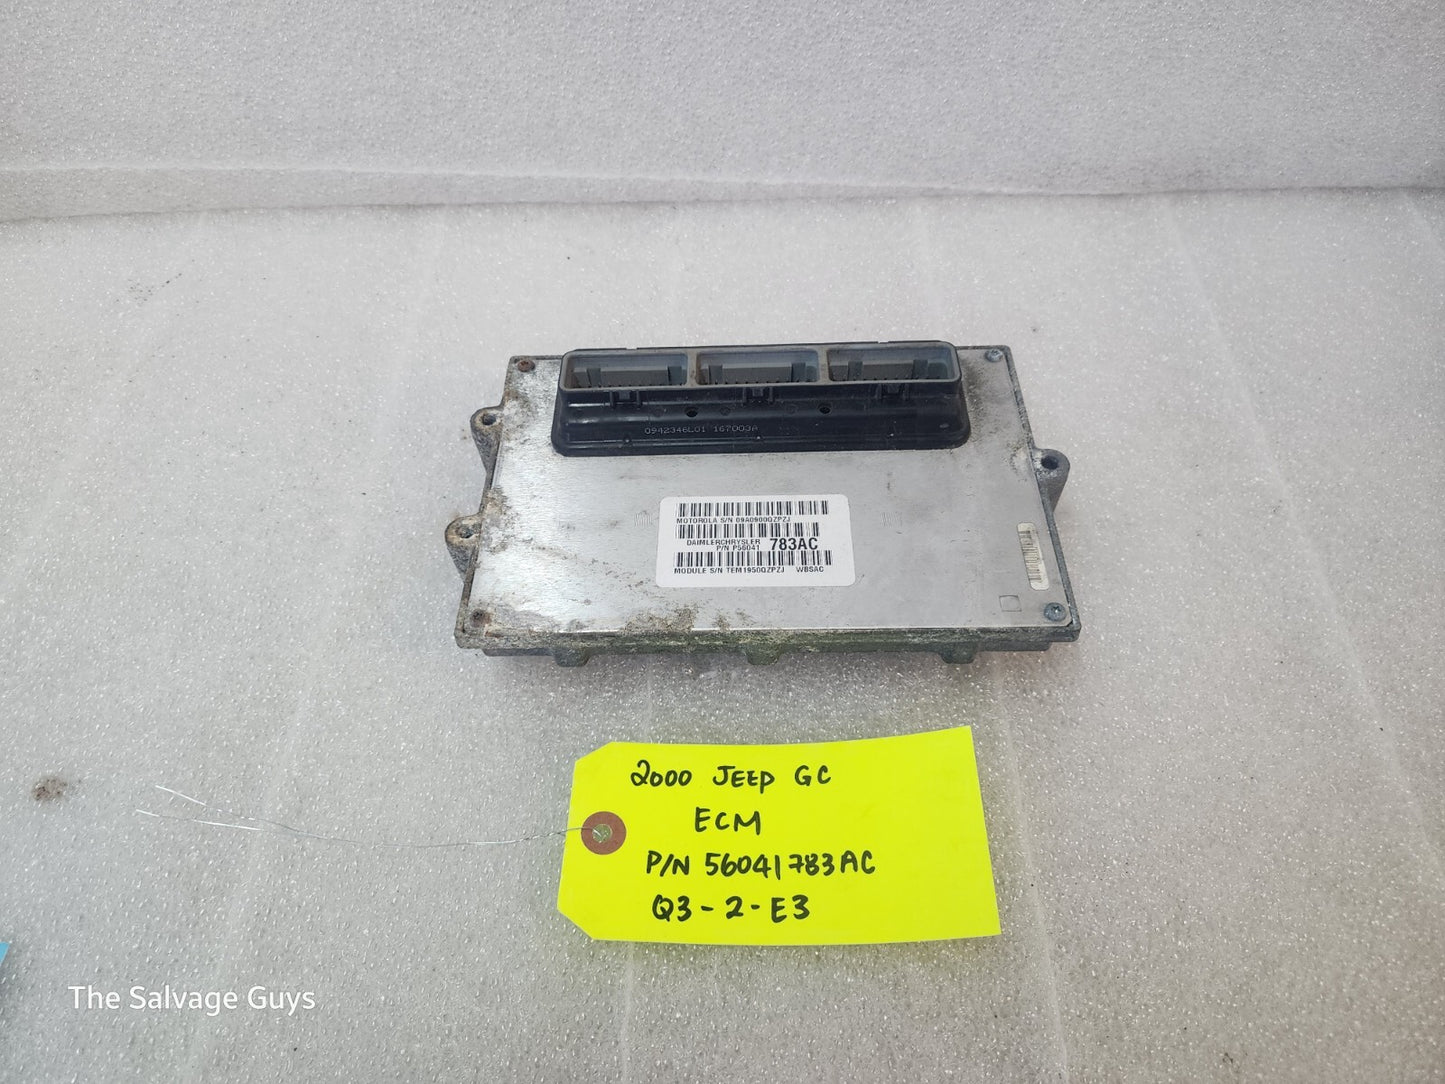 0942346L01 167003A
MOTOROLA S/N 09A0900QZPZJ
DAIMLERCHRYSLER
P/N P56041 783AC
MODULE S/N TEM1950QZPZJ WBSAC
2000 JEEP GC
ECM
P/N 56041783AC
Q3-2-E3
The Salvage Guys